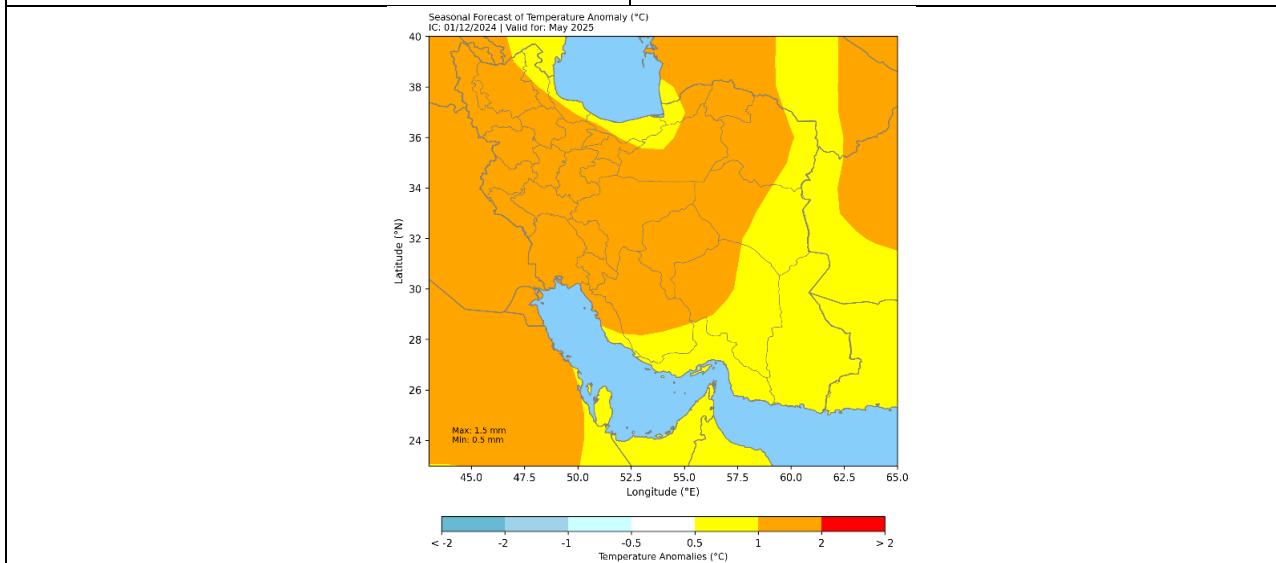 Seasonal Forecast of Temperature Anomaly (°C)
IC: 01/12/2024 | Valid for: May 2025
40
38
36
34
32
30
28
26
24
Latitude (°N)
Max: 1.5 mm
Min: 0.5 mm
45.0 47.5 50.0 52.5 55.0 57.5 60.0 62.5 65.0
Longitude (°E)
< -2 -2 -1 -0.5 0.5 1 2 > 2
Temperature Anomalies (°C)